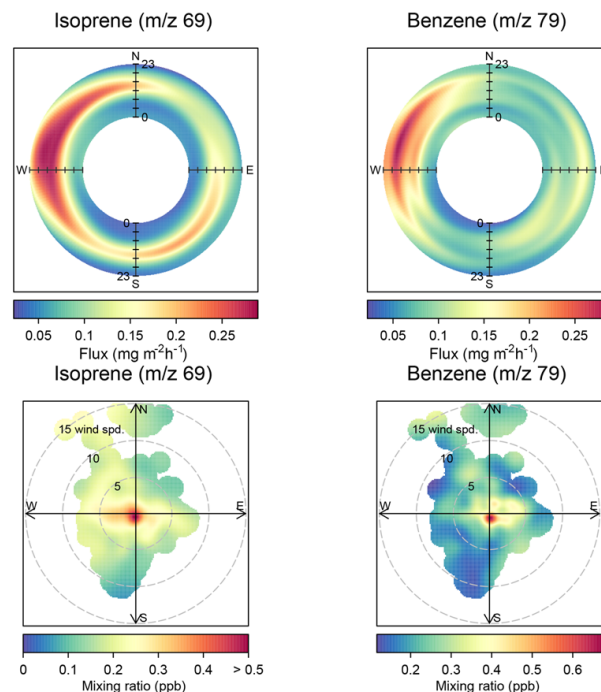 Isoprene (m/z 69)
Benzene (m/z 79)
N
23
0
W
E
0
23
S
N
23
0
W
E
0
23
S
0.05 0.1 0.15 0.2 0.25
Flux (mg m⁻²h⁻¹)
0.05 0.1 0.15 0.2 0.25
Flux (mg m⁻²h⁻¹)
Isoprene (m/z 69)
Benzene (m/z 79)
N
15 wind spd.
10
5
W
E
S
N
15 wind spd.
10
5
W
E
S
0 0.1 0.2 0.3 0.4 > 0.5
Mixing ratio (ppb)
0.2 0.3 0.4 0.5 0.6
Mixing ratio (ppb)